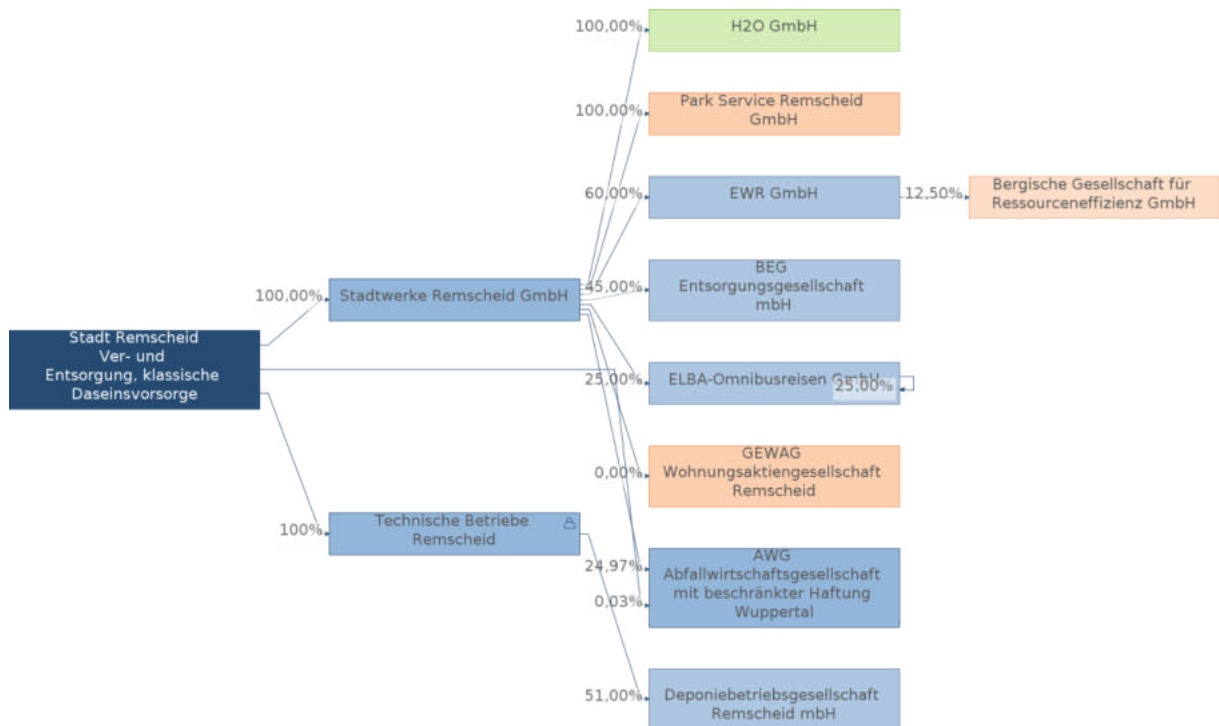 100,00%
H2O GmbH
100,00%
Park Service Remscheid
GmbH
60,00%
EWR GmbH
12,50%
Bergische Gesellschaft für
Ressourceneffizienz GmbH
45,00%
BEG
Entsorgungsgesellschaft
mbH
100,00%
Stadtwerke Remscheid GmbH
Stadt Remscheid
Ver- und
Entsorgung, klassische
Daseinsvorsorge
25,00%
ELBA-Omnibusreisen GmbH
25,00%
0,00%
GEWAG
Wohnungsaktiengesellschaft
Remscheid
100%
Technische Betriebe
Remscheid
24,97%
0,03%
AWG
Abfallwirtschaftsgesellschaft
mit beschränkter Haftung
Wuppertal
51,00%
Deponiebetriebsgesellschaft
Remscheid mbH